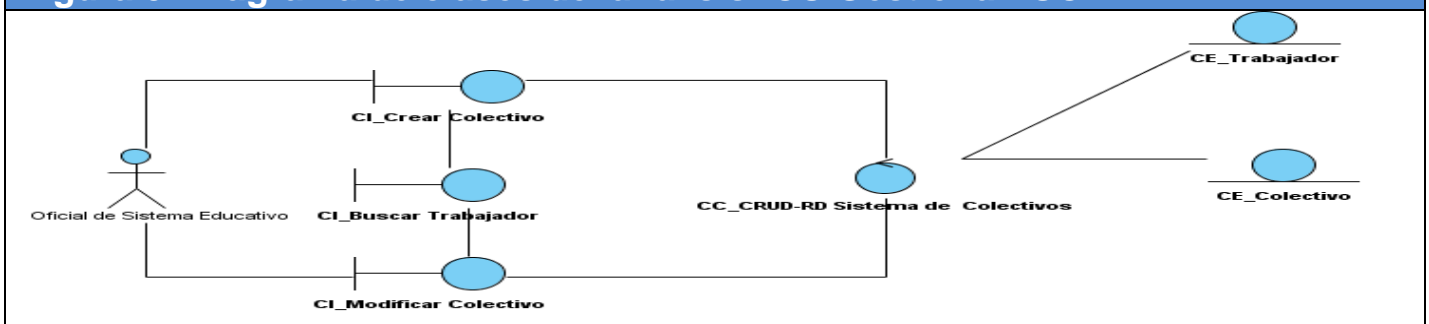 CE_Trabajador
CI_Crear Colectivo
CE_Colectivo
CC_CRUD-RD Sistema de Colectivos
Oficial de Sistema Educativo
CI_Buscar Trabajador
CI_Modificar Colectivo